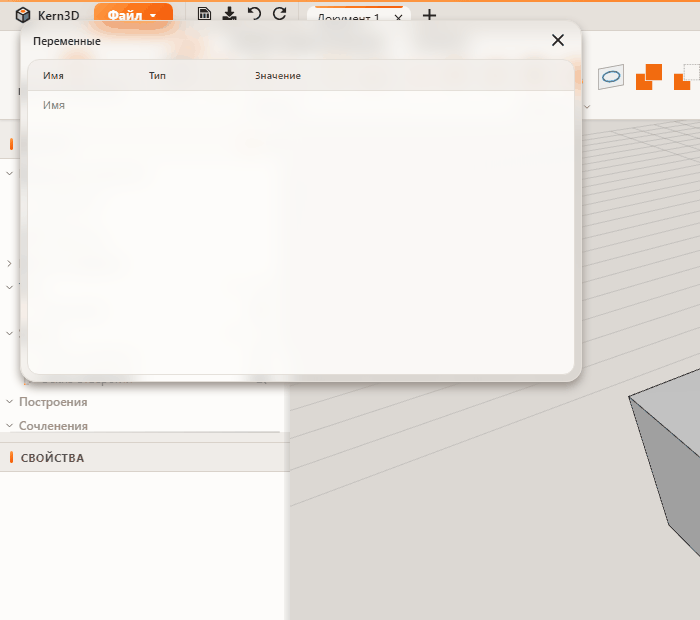 Kern3D
Файл
Документ 1
Переменные
Имя Тип Значение
Имя
Построения
Сочленения
СВОЙСТВА